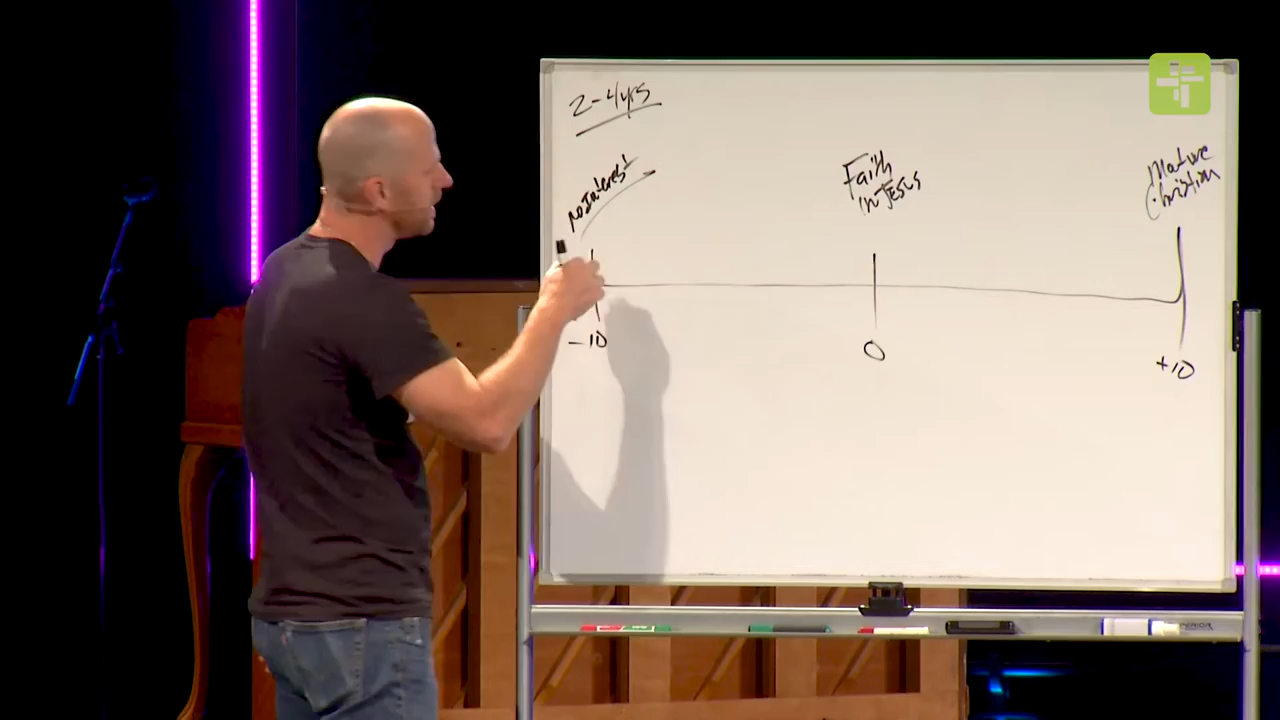 2-4yrs
no Interest
Faith
in Jesus
Mature
Christian
-10
0
+10